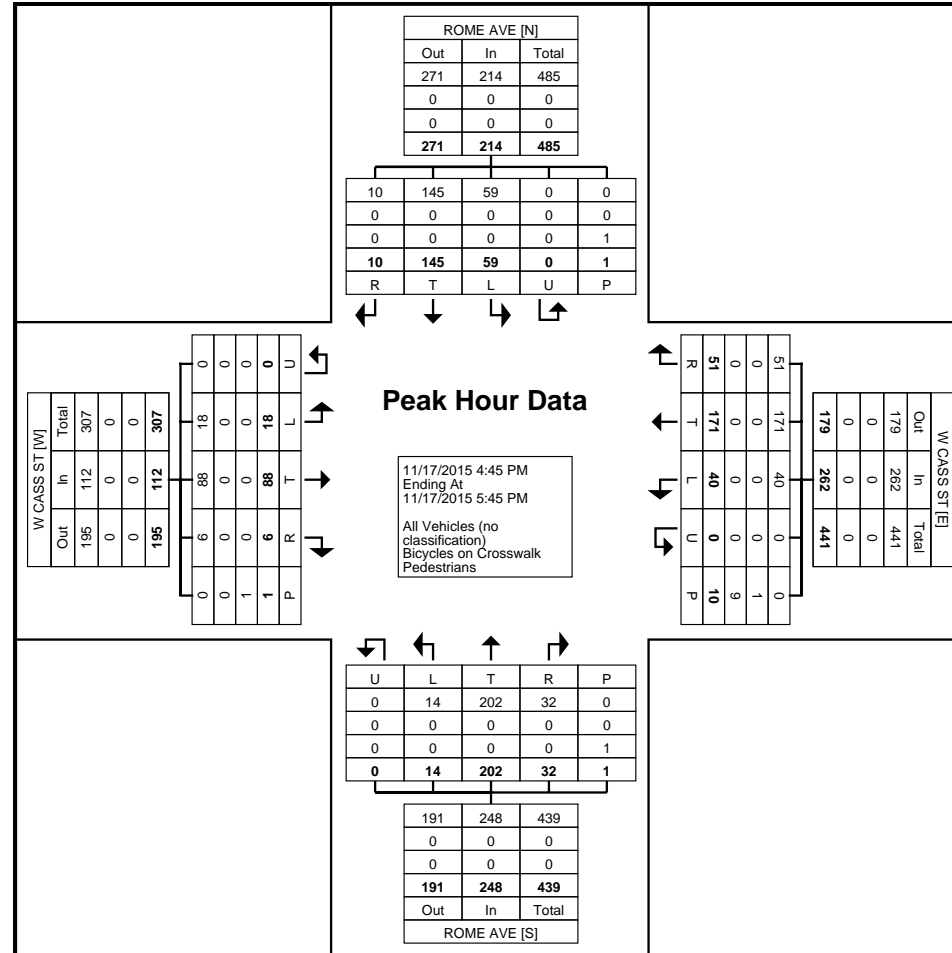 ROME AVE [N]
Out In Total
271 214 485
0 0 0
0 0 0
271 214 485
10 145 59 0 0
0 0 0 0 0
0 0 0 0 1
10 145 59 0 1
R T L U P
W CASS ST [W]
Total In Out
307 112 195
0 0 0
0 0 0
307 112 195
0 18 88 6 0
0 0 0 0 0
0 0 0 0 1
0 18 88 6 1
U L T R P
Peak Hour Data
11/17/2015 4:45 PM
Ending At
11/17/2015 5:45 PM
All Vehicles (no
classification)
Bicycles on Crosswalk
Pedestrians
R T L U P
51 171 40 0 10
0 0 0 0 9
0 0 0 0 1
51 171 40 0 0
179 262 441
0 0 0
0 0 0
179 262 441
Out In Total
W CASS ST [E]
U L T R P
0 14 202 32 0
0 0 0 0 0
0 0 0 0 1
0 14 202 32 1
191 248 439
0 0 0
0 0 0
191 248 439
Out In Total
ROME AVE [S]